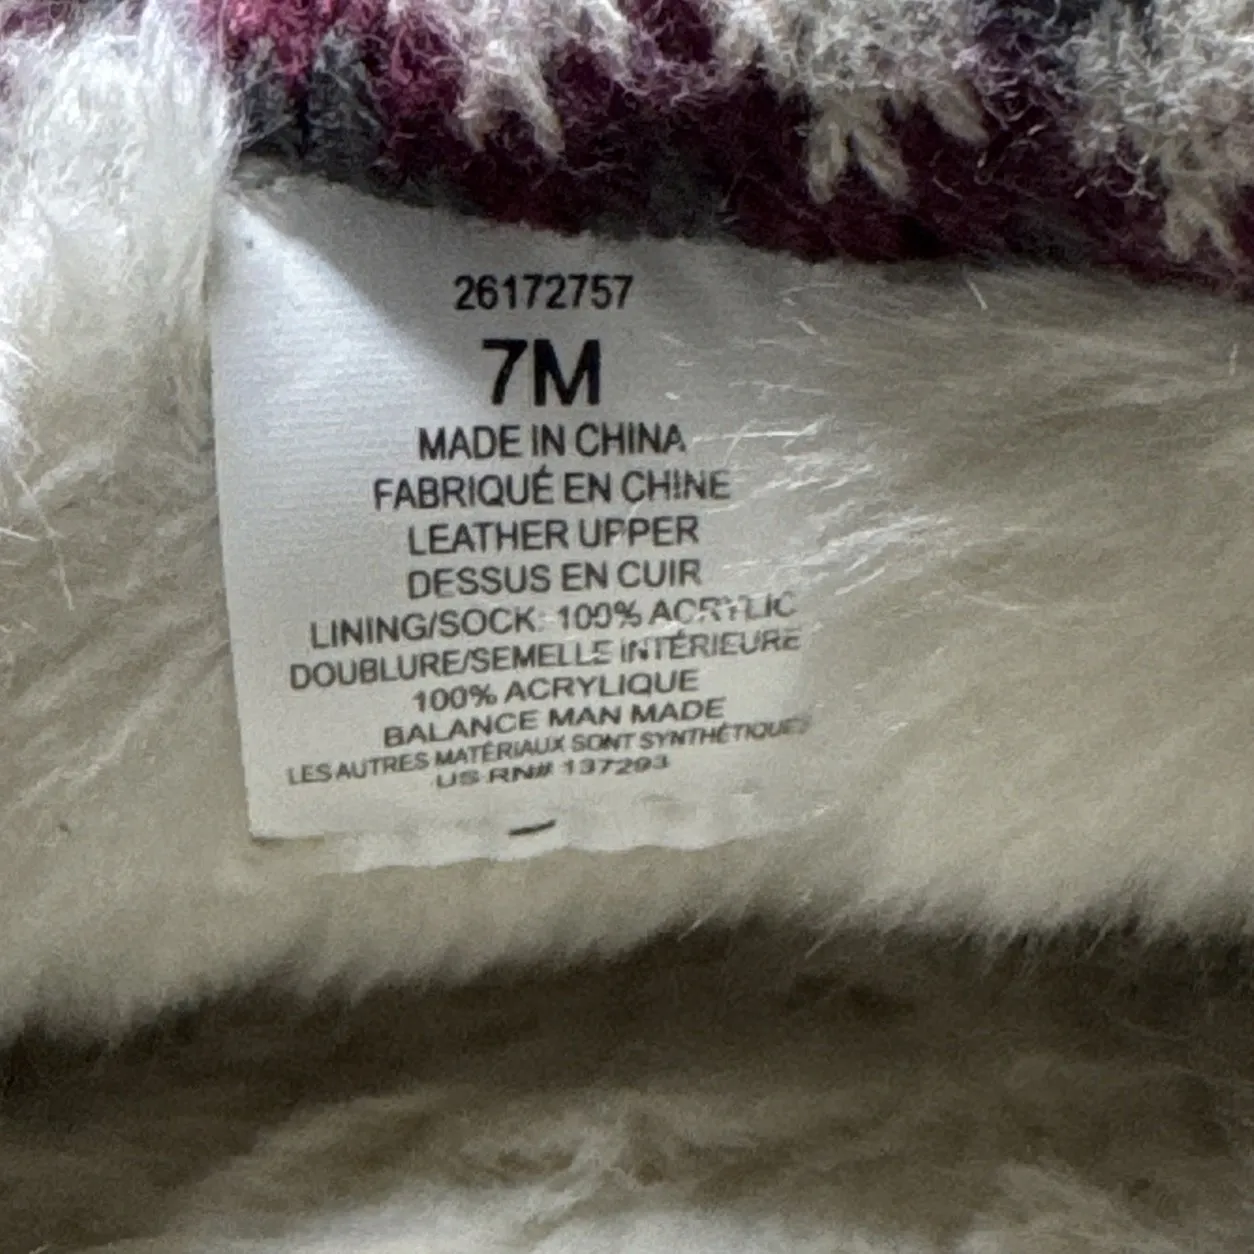 26172757
7M
MADE IN CHINA
FABRIQUÉ EN CHINE
LEATHER UPPER
DESSUS EN CUIR
LINING/SOCK: 100% ACRYLIC
DOUBLURE/SEMELLE INTÉRIEURE
100% ACRYLIQUE
BALANCE MAN MADE
LES AUTRES MATÉRIAUX SONT SYNTHÉTIQUES
US RN# 137293